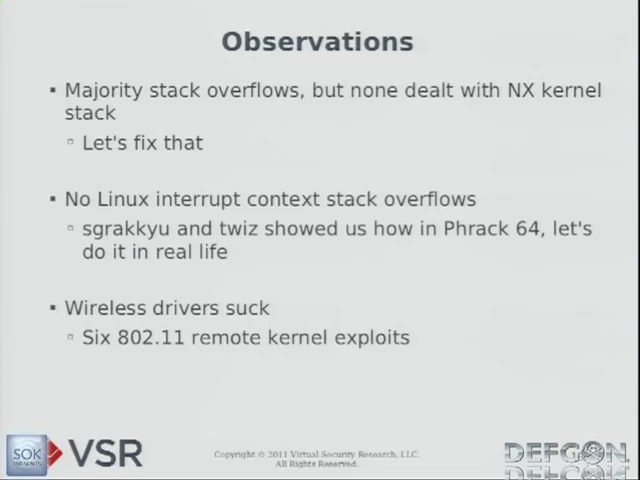 Observations
▪ Majority stack overflows, but none dealt with NX kernel
stack
▫ Let's fix that
▪ No Linux interrupt context stack overflows
▫ sgrakkyu and twiz showed us how in Phrack 64, let's
do it in real life
▪ Wireless drivers suck
▫ Six 802.11 remote kernel exploits
SOK
PRESENTS
VSR
Copyright © 2011 Virtual Security Research, LLC.
All Rights Reserved.
DEFCON